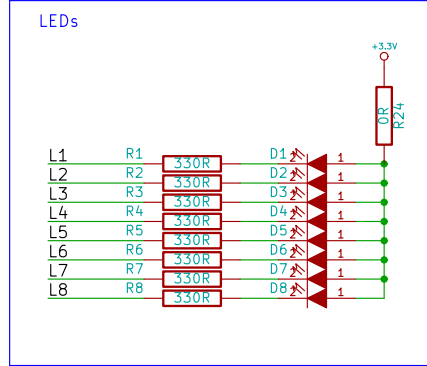 LEDs
+3.3V
0R
R24
L1 R1 330R D1 2 1
L2 R2 330R D2 2 1
L3 R3 330R D3 2 1
L4 R4 330R D4 2 1
L5 R5 330R D5 2 1
L6 R6 330R D6 2 1
L7 R7 330R D7 2 1
L8 R8 330R D8 2 1